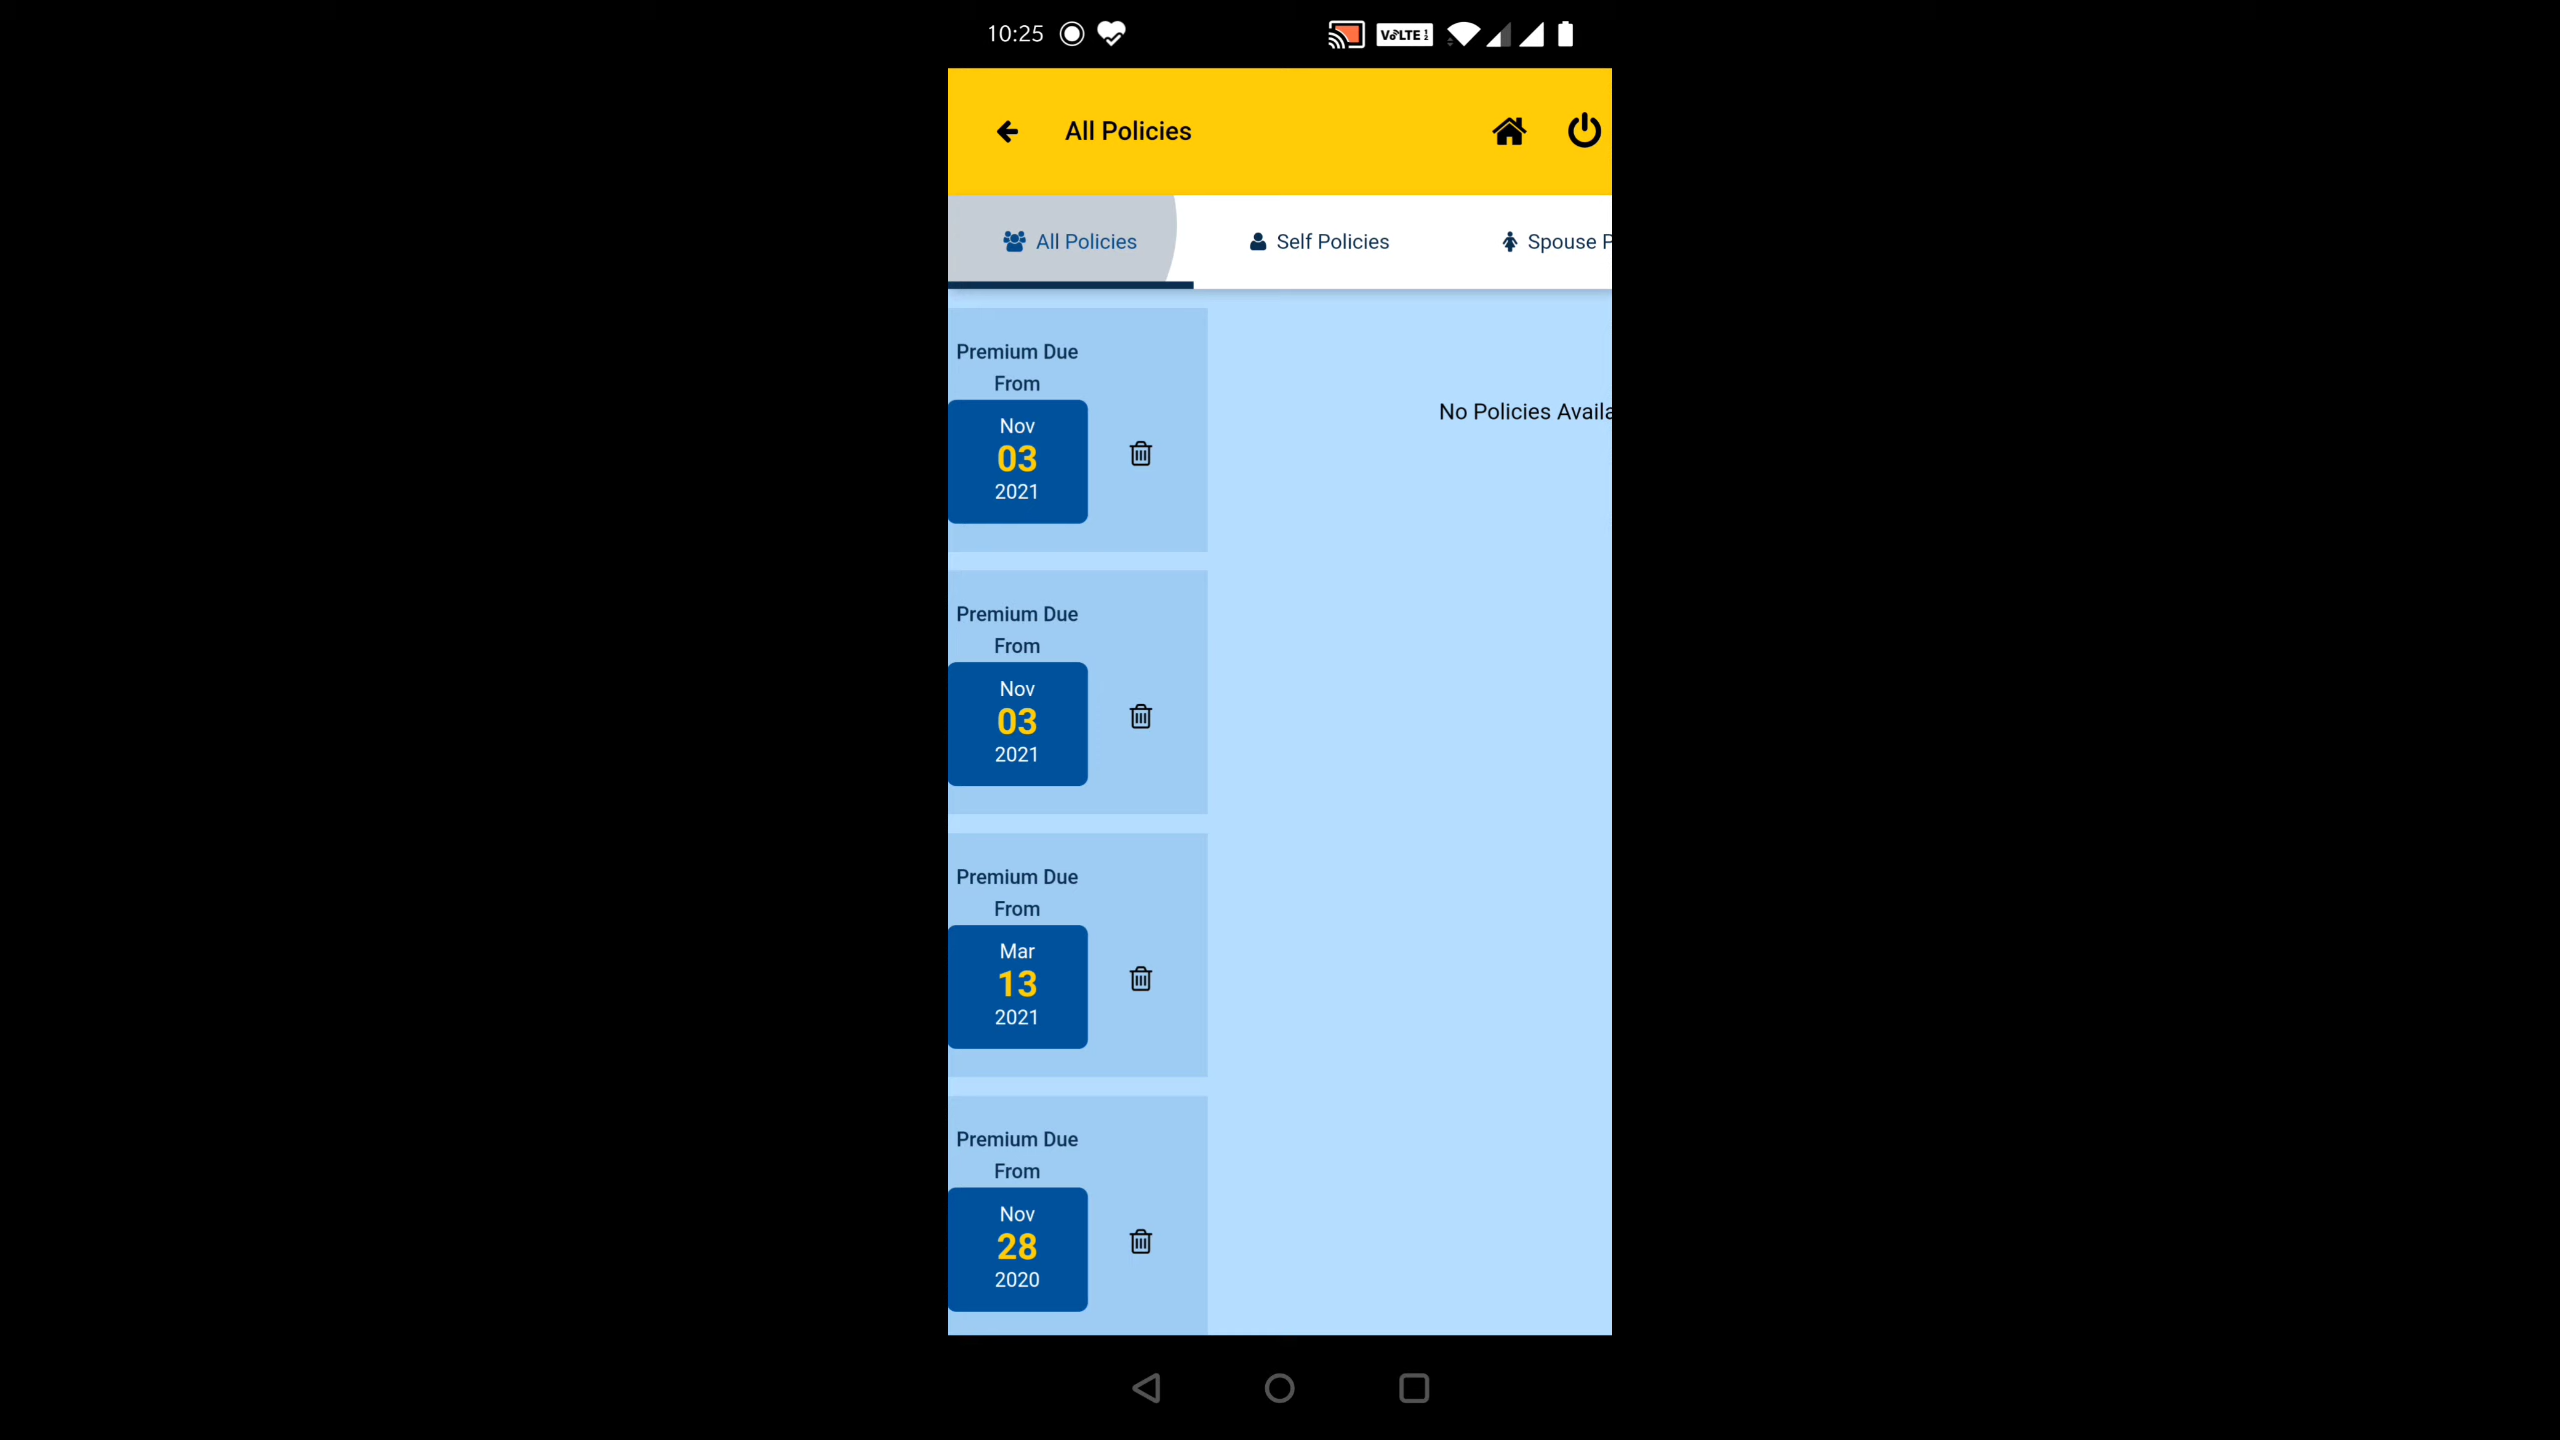 10:25
VoLTE
All Policies
All Policies
Self Policies
Spouse P
Premium Due
From
Nov
03
2021
No Policies Availa
Premium Due
From
Nov
03
2021
Premium Due
From
Mar
13
2021
Premium Due
From
Nov
28
2020